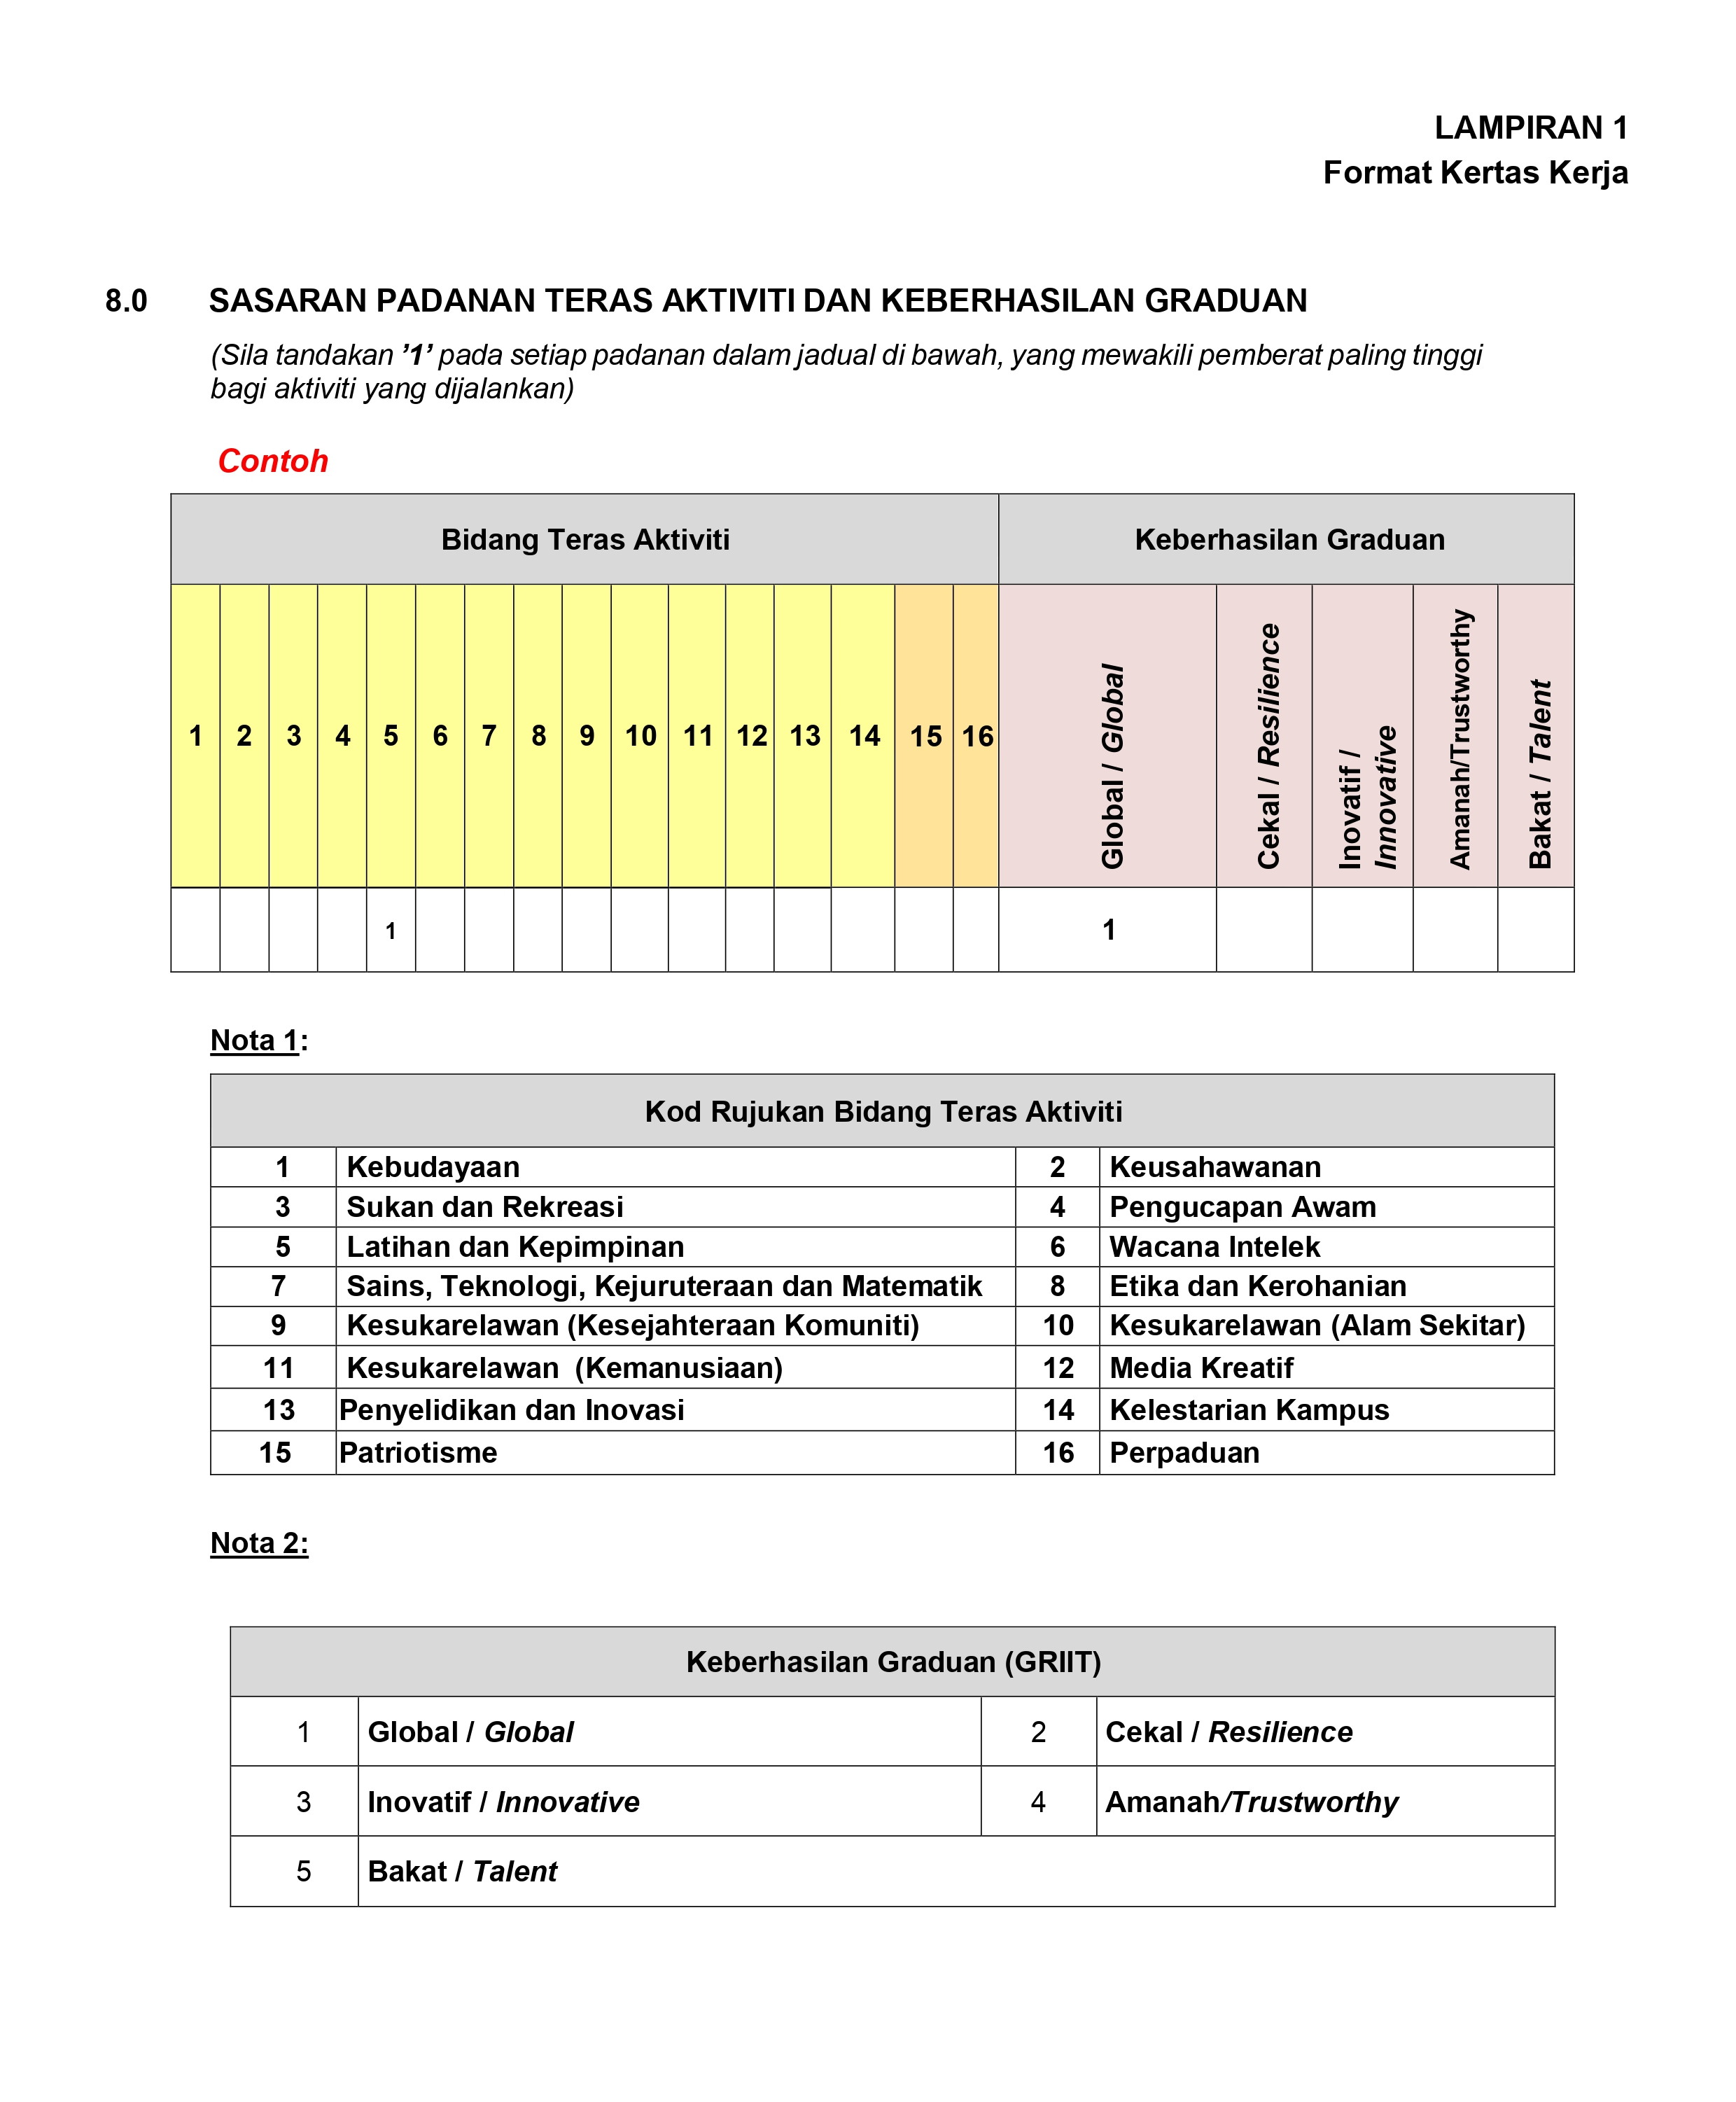 LAMPIRAN 1
Format Kertas Kerja
8.0 SASARAN PADANAN TERAS AKTIVITI DAN KEBERHASILAN GRADUAN
(Sila tandakan ’1’ pada setiap padanan dalam jadual di bawah, yang mewakili pemberat paling tinggi
bagi aktiviti yang dijalankan)
Contoh
Bidang Teras Aktiviti Keberhasilan Graduan
1 2 3 4 5 6 7 8 9 10 11 12 13 14 15 16
Global / Global
Cekal / Resilience
Inovatif /
Innovative
Amanah/Trustworthy
Bakat / Talent
1 1
Nota 1:
Kod Rujukan Bidang Teras Aktiviti
1 Kebudayaan 2 Keusahawanan
3 Sukan dan Rekreasi 4 Pengucapan Awam
5 Latihan dan Kepimpinan 6 Wacana Intelek
7 Sains, Teknologi, Kejuruteraan dan Matematik 8 Etika dan Kerohanian
9 Kesukarelawan (Kesejahteraan Komuniti) 10 Kesukarelawan (Alam Sekitar)
11 Kesukarelawan (Kemanusiaan) 12 Media Kreatif
13 Penyelidikan dan Inovasi 14 Kelestarian Kampus
15 Patriotisme 16 Perpaduan
Nota 2:
Keberhasilan Graduan (GRIIT)
1 Global / Global 2 Cekal / Resilience
3 Inovatif / Innovative 4 Amanah/Trustworthy
5 Bakat / Talent